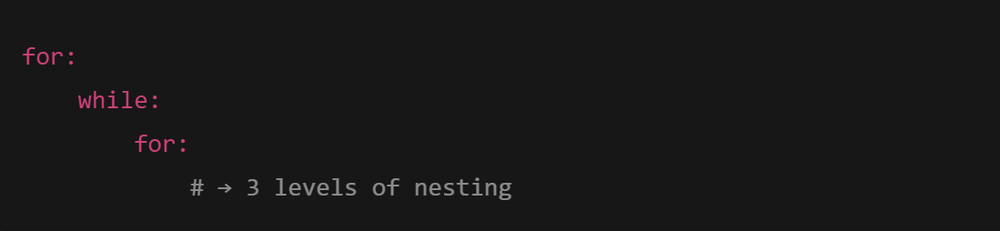 for:
    while:
        for:
            # → 3 levels of nesting